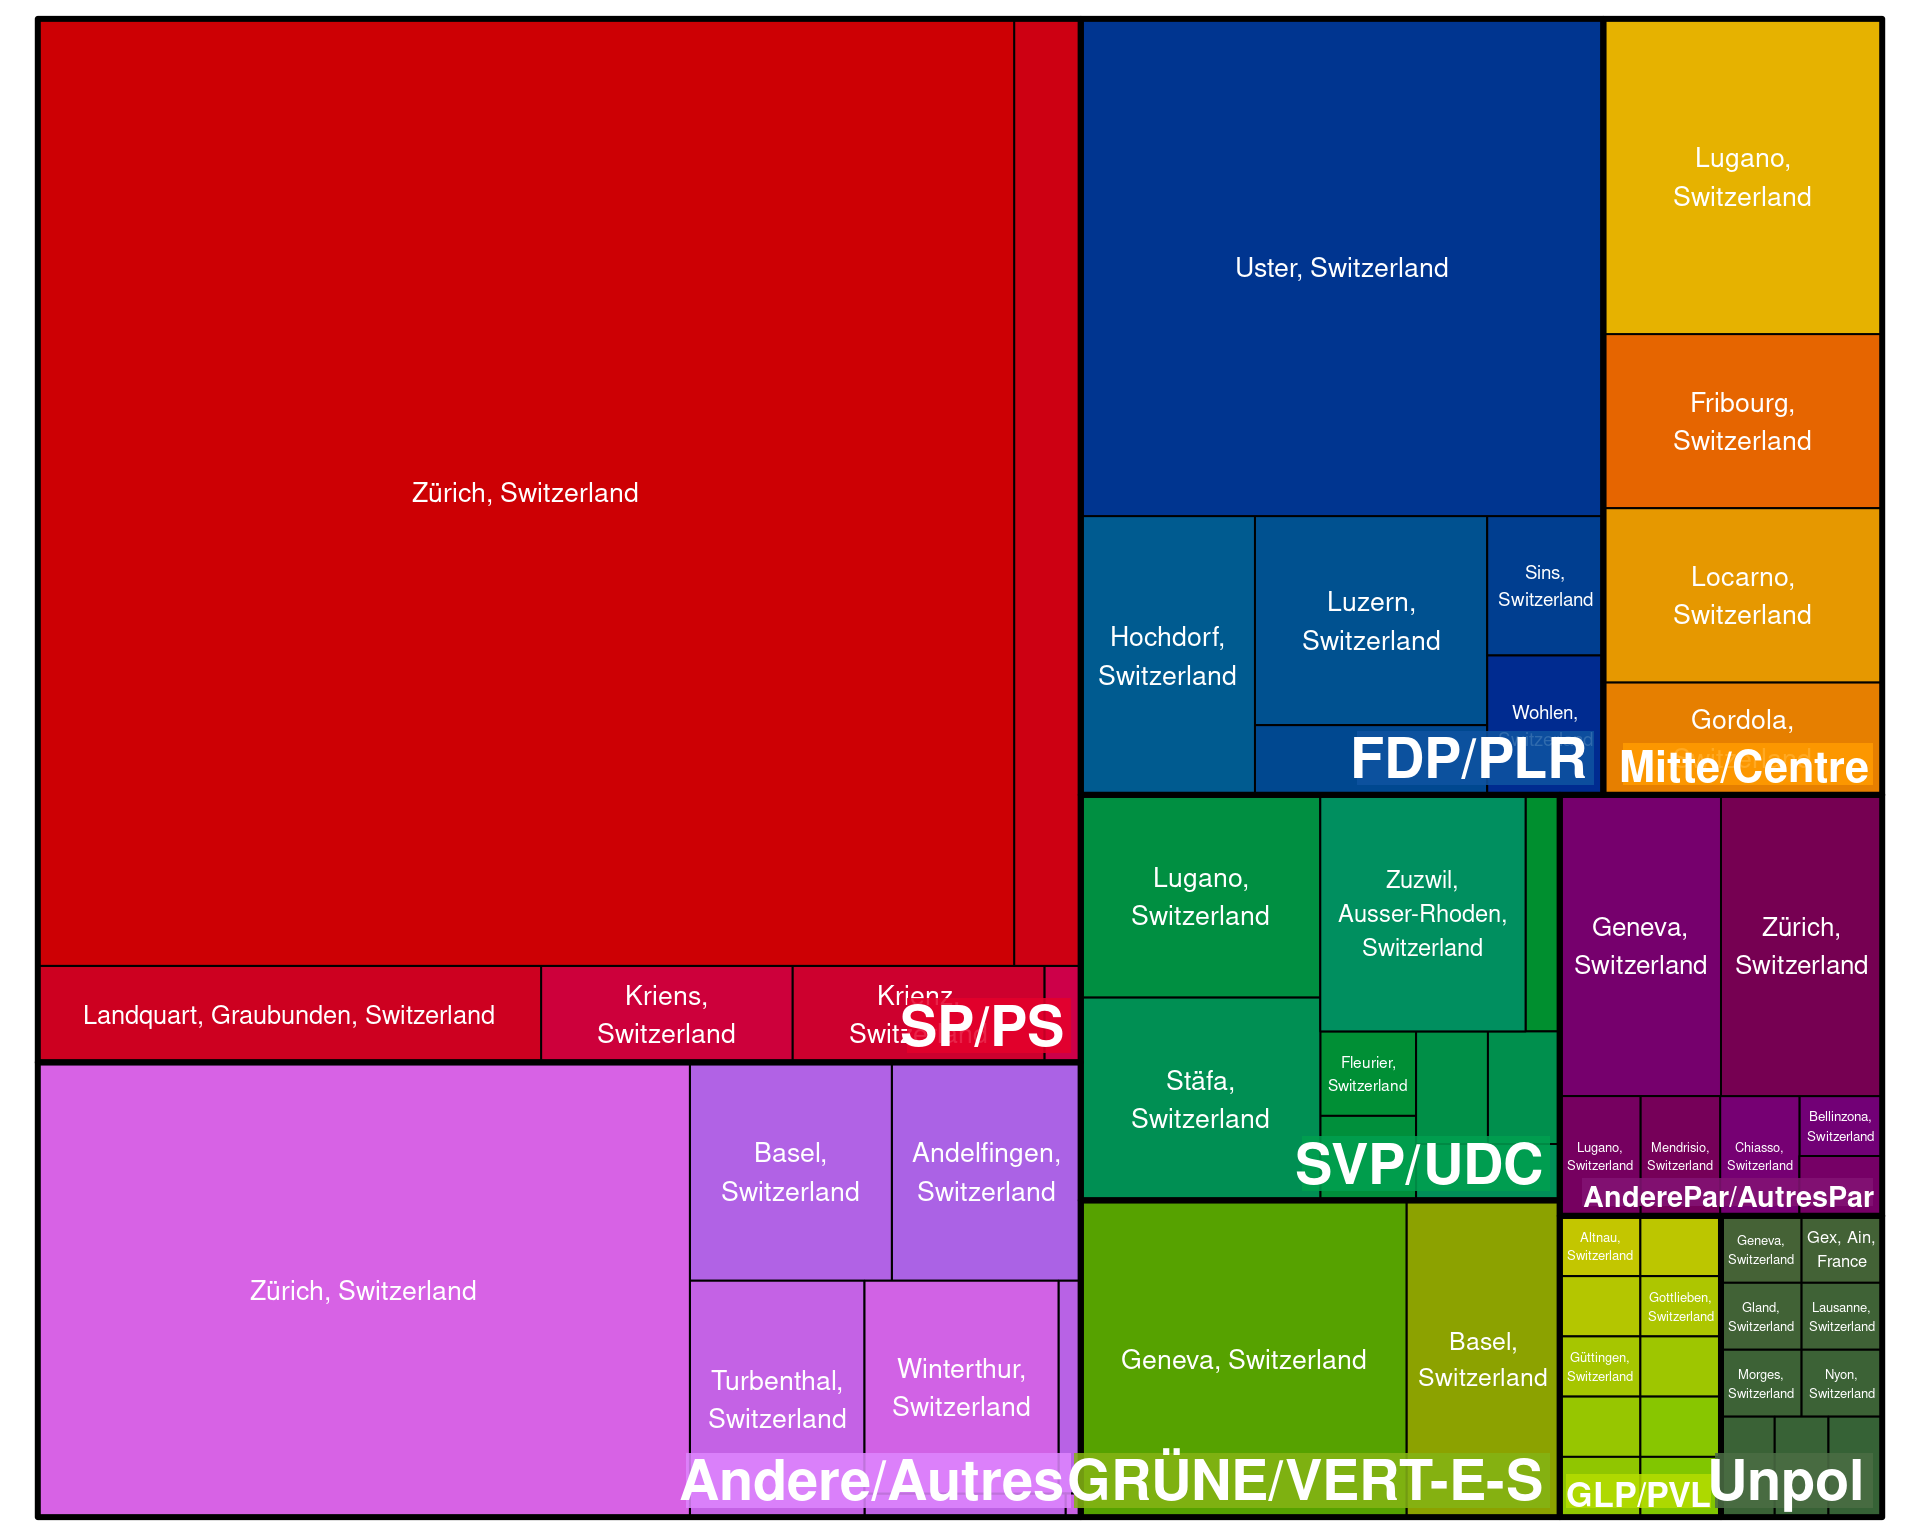 Zürich, Switzerland
Landquart, Graubunden, Switzerland
Kriens,
Switzerland
Krienz,
Switzerland
SP/PS
Uster, Switzerland
Hochdorf,
Switzerland
Luzern,
Switzerland
Sins,
Switzerland
Wohlen,
Switzerland
FDP/PLR
Lugano,
Switzerland
Fribourg,
Switzerland
Locarno,
Switzerland
Gordola,
Switzerland
Mitte/Centre
Lugano,
Switzerland
Zuzwil,
Ausser-Rhoden,
Switzerland
Stäfa,
Switzerland
Fleurier,
Switzerland
SVP/UDC
Geneva,
Switzerland
Zürich,
Switzerland
Lugano,
Switzerland
Mendrisio,
Switzerland
Chiasso,
Switzerland
Bellinzona,
Switzerland
AnderePar/AutresPar
Zürich, Switzerland
Basel,
Switzerland
Andelfingen,
Switzerland
Turbenthal,
Switzerland
Winterthur,
Switzerland
Andere/Autres
Geneva, Switzerland
Basel,
Switzerland
GRÜNE/VERT-E-S
Altnau,
Switzerland
Gottlieben,
Switzerland
Güttingen,
Switzerland
GLP/PVL
Geneva,
Switzerland
Gex, Ain,
France
Gland,
Switzerland
Lausanne,
Switzerland
Morges,
Switzerland
Nyon,
Switzerland
Unpol